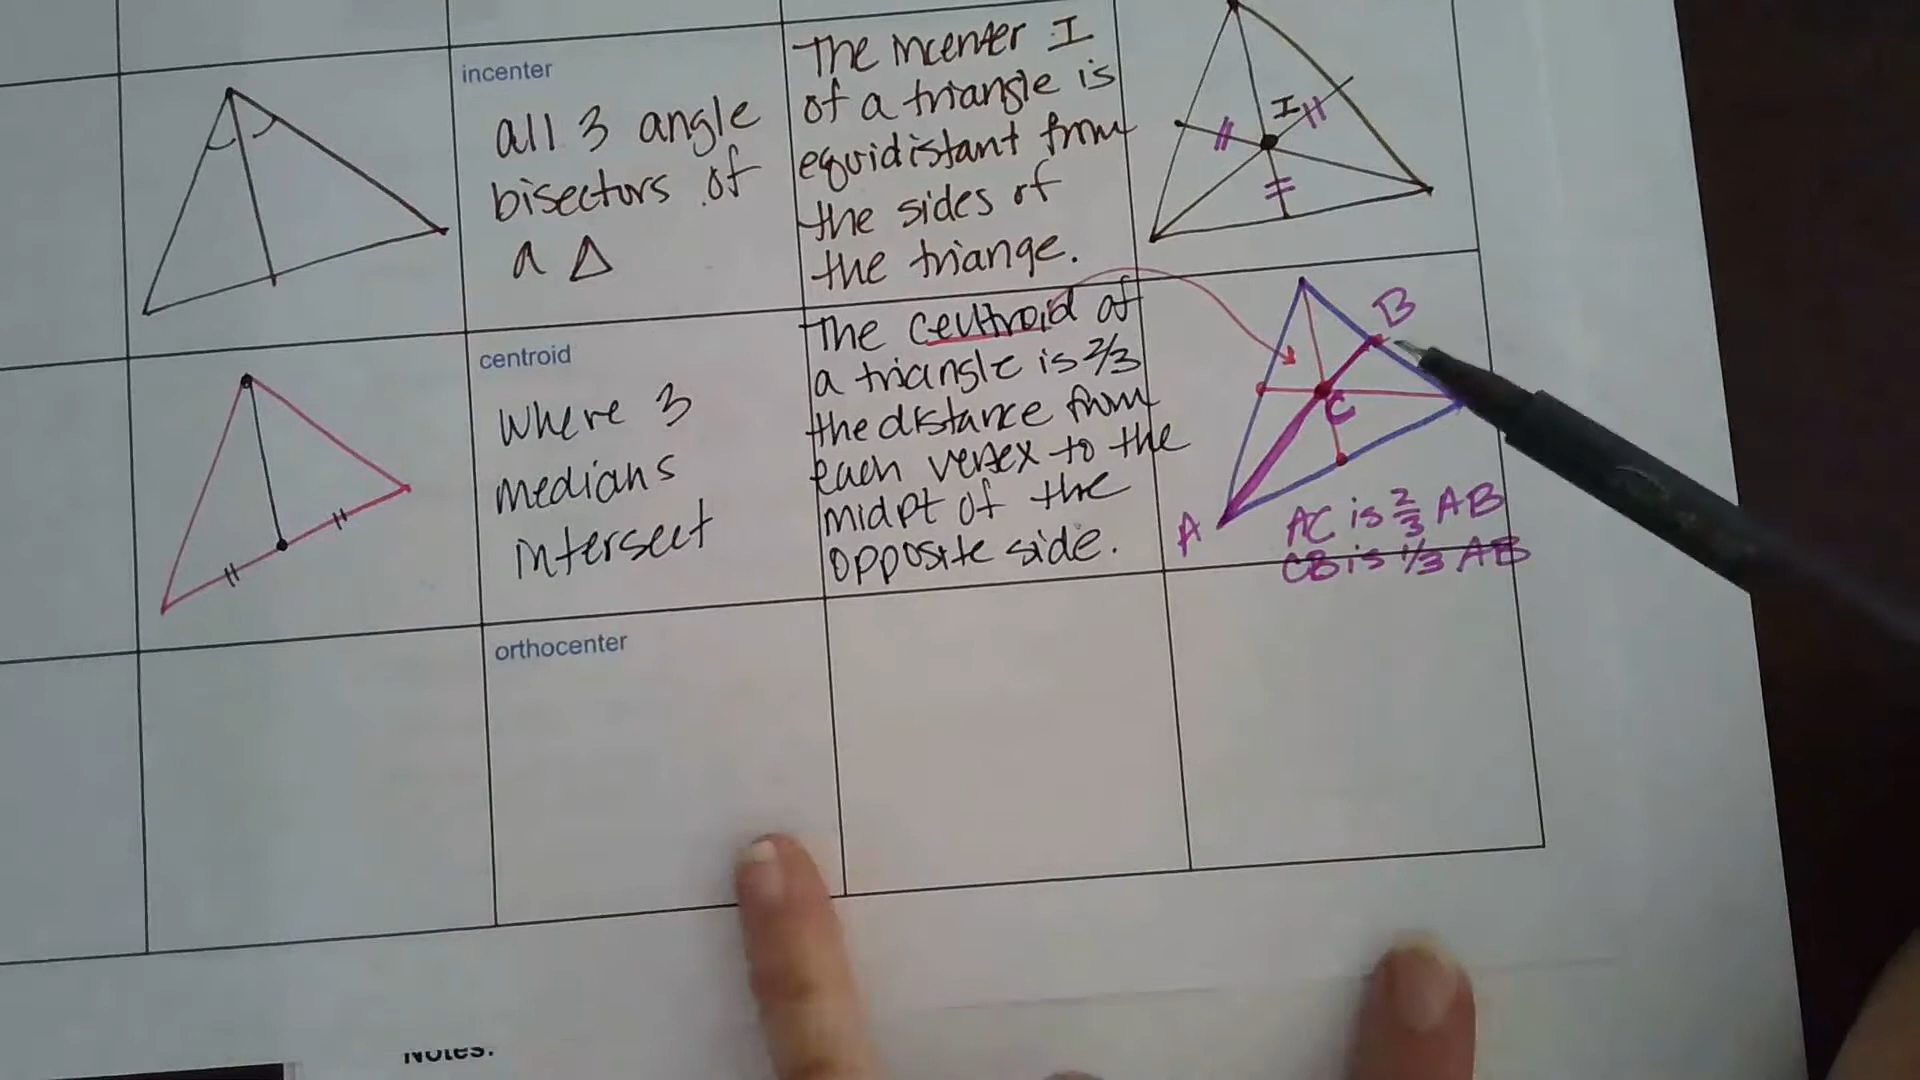 incenter
all 3 angle
bisectors of
a Δ
The incenter I
of a triangle is
equidistant from
the sides of
the triange.
I
centroid
where 3
medians
intersect
The centroid of
a triangle is 2/3
the distance from
each vertex to the
midpt of the
opposite side.
B
C
A
AC is 2/3 AB
CB is 1/3 AB
orthocenter
Notes: